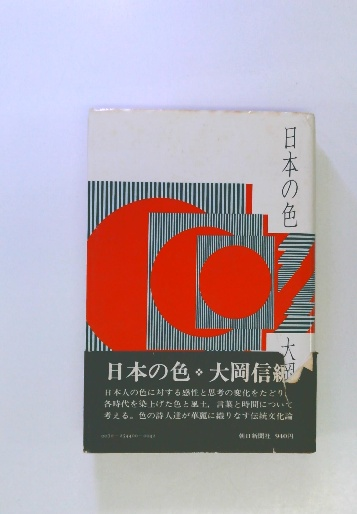 日本の色
大岡
日本の色・大岡信編
日本人の色に対する感性と思考の変化をたどり
各時代を染上げた色と風土，言葉と時間について
考える。色の詩人達が華麗に織りなす伝統文化論
朝日新聞社 940円